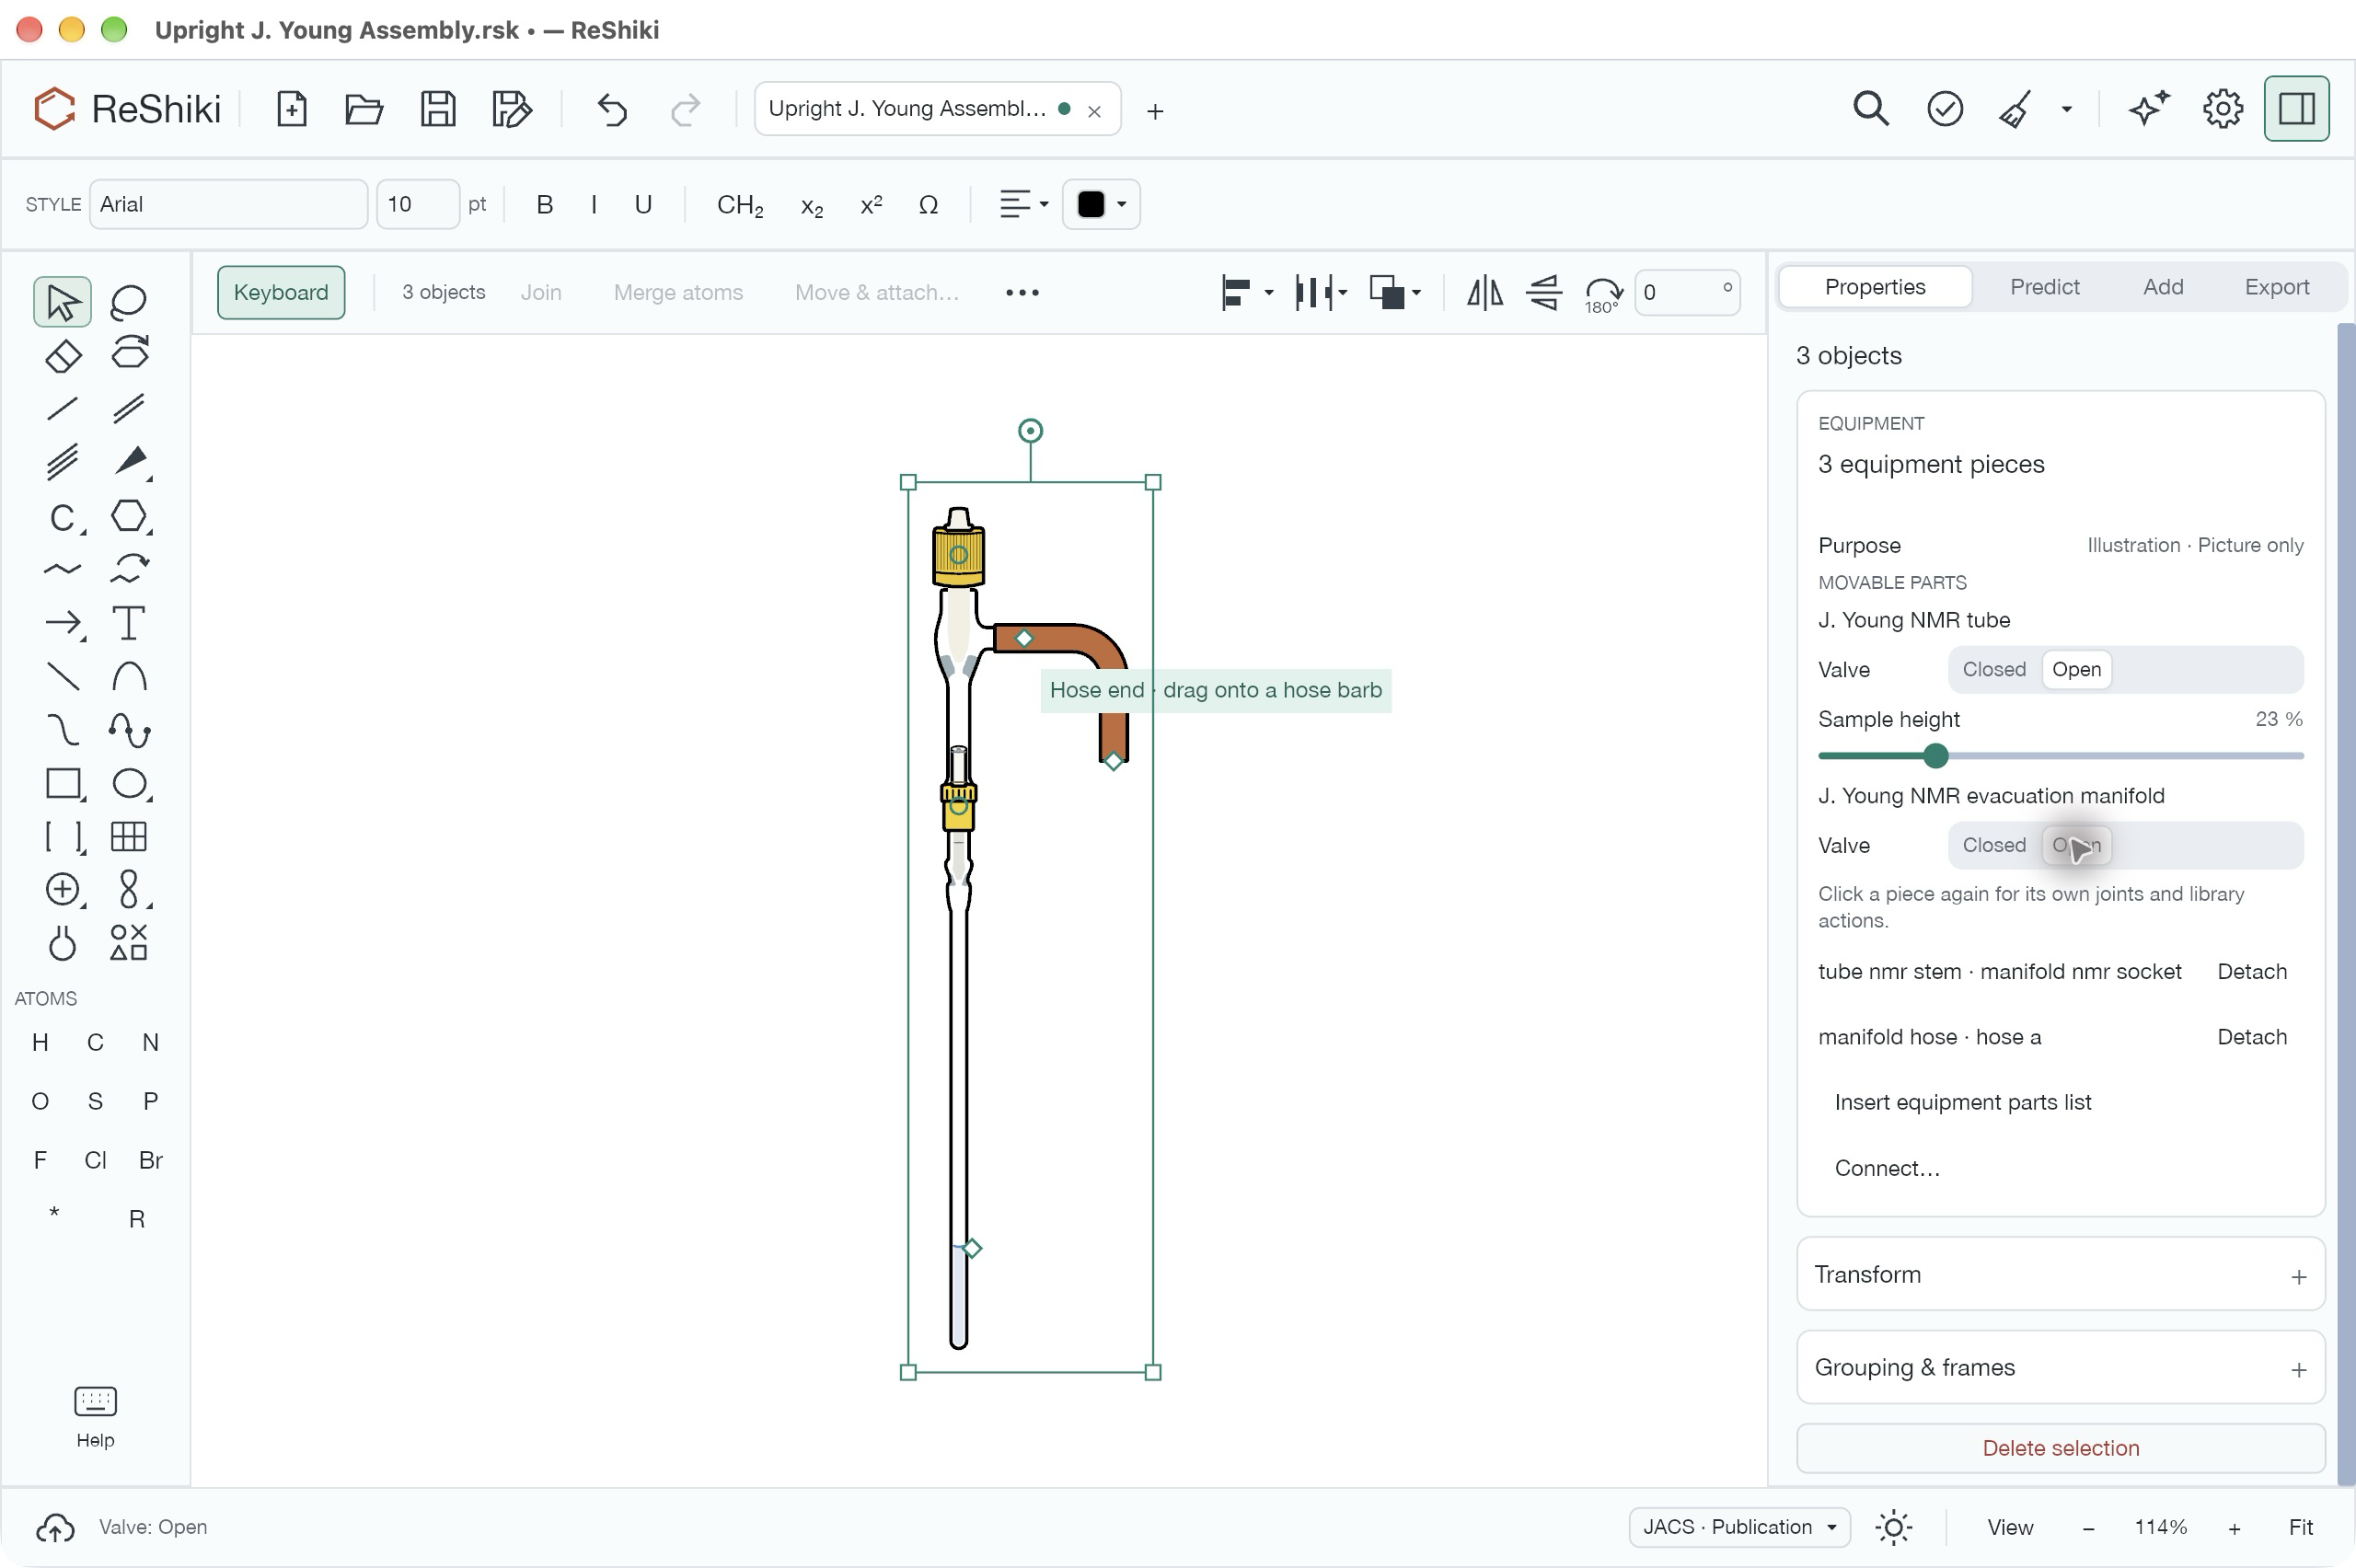 Upright J. Young Assembly.rsk • — ReShiki
ReShiki
Upright J. Young Assembl...
STYLE Arial 10 pt B I U CH₂ x₂ x² Ω
Keyboard 3 objects Join Merge atoms Move & attach... 180° 0 °
Properties Predict Add Export
3 objects
EQUIPMENT
3 equipment pieces
Purpose Illustration · Picture only
MOVABLE PARTS
J. Young NMR tube
Valve Closed Open
Sample height 23 %
J. Young NMR evacuation manifold
Valve Closed Open
Click a piece again for its own joints and library
actions.
tube nmr stem · manifold nmr socket Detach
manifold hose · hose a Detach
Insert equipment parts list
Connect...
Transform +
Grouping & frames +
Delete selection
Hose end · drag onto a hose barb
C
T
ATOMS
H C N
O S P
F Cl Br
* R
Help
Valve: Open
JACS · Publication
View – 114% + Fit